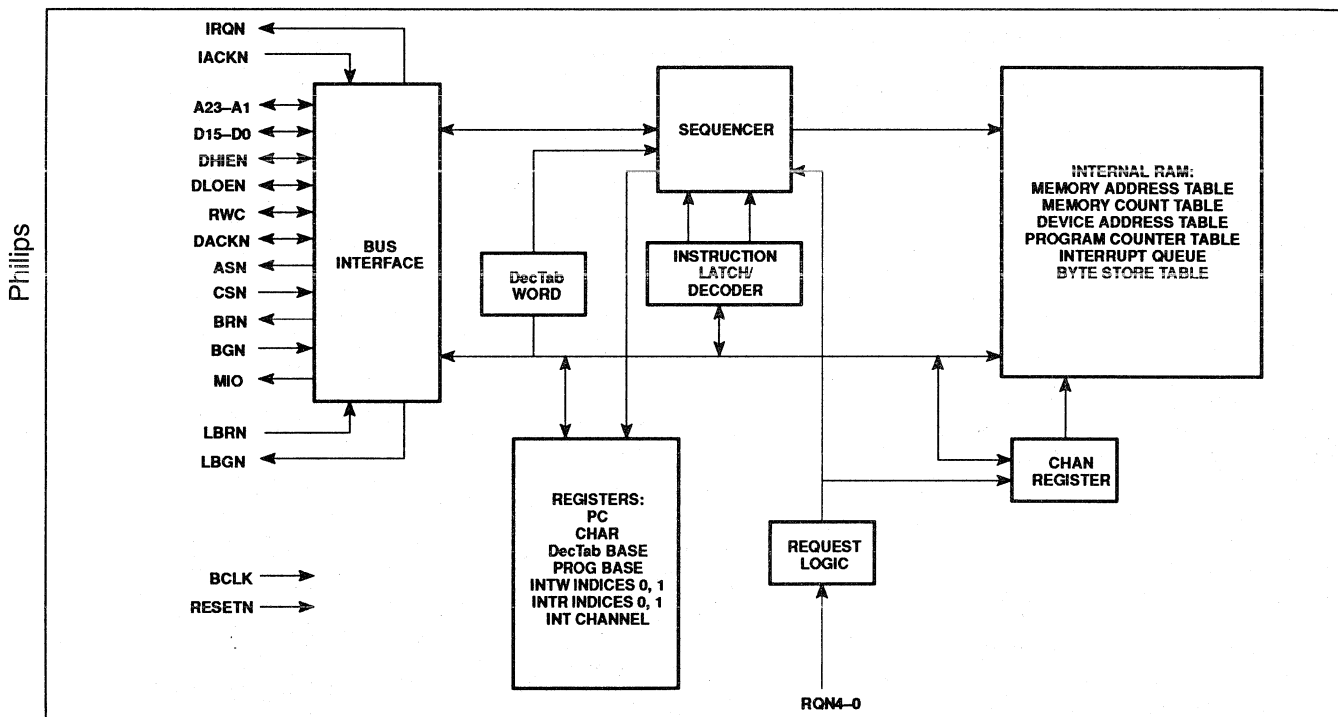 Philips
IRQN
IACKN
A23–A1
D15–D0
DHIEN
DLOEN
RWC
DACKN
ASN
CSN
BRN
BGN
MIO
LBRN
LBGN
BCLK
RESETN
BUS
INTERFACE
DecTab
WORD
SEQUENCER
INSTRUCTION
LATCH/
DECODER
INTERNAL RAM:
MEMORY ADDRESS TABLE
MEMORY COUNT TABLE
DEVICE ADDRESS TABLE
PROGRAM COUNTER TABLE
INTERRUPT QUEUE
BYTE STORE TABLE
CHAN
REGISTER
REGISTERS:
PC
CHAR
DecTab BASE
PROG BASE
INTW INDICES 0, 1
INTR INDICES 0, 1
INT CHANNEL
REQUEST
LOGIC
RQN4–0